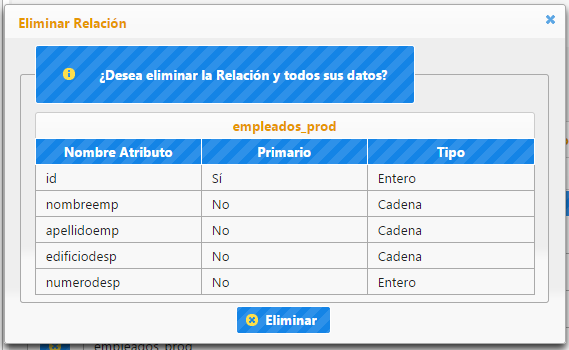 Eliminar Relación
¿Desea eliminar la Relación y todos sus datos?
empleados_prod
Nombre Atributo Primario Tipo
id Sí Entero
nombreemp No Cadena
apellidoemp No Cadena
edificiodesp No Cadena
numerodesp No Entero
Eliminar
empleados_prod